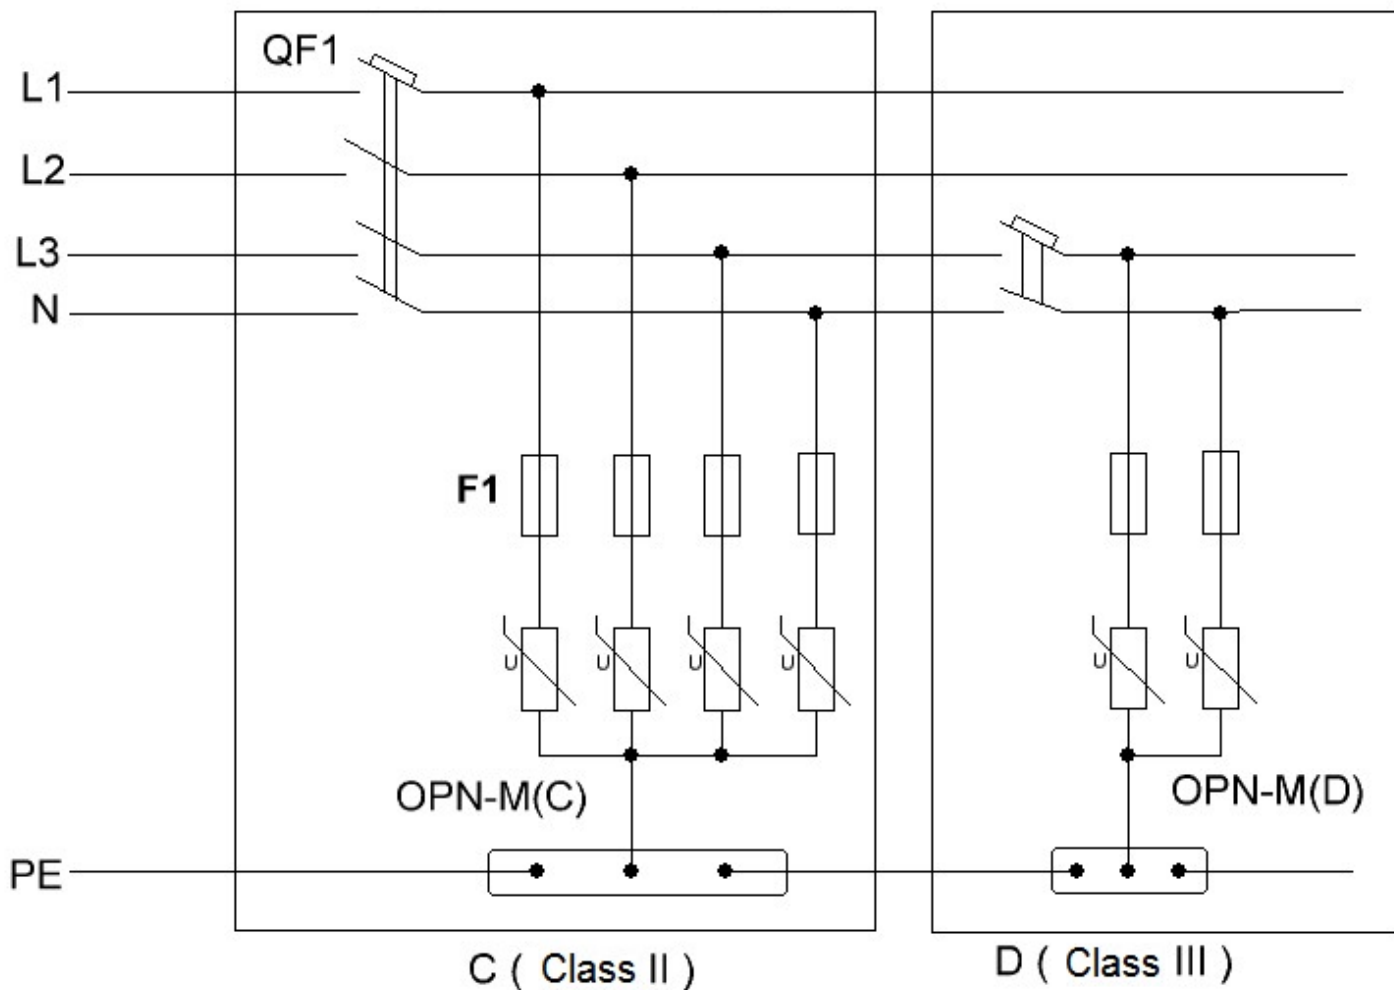 QF1
L1
L2
L3
N
F1
U U U U U U
OPN-M(C)
OPN-M(D)
PE
C ( Class II )
D ( Class III )